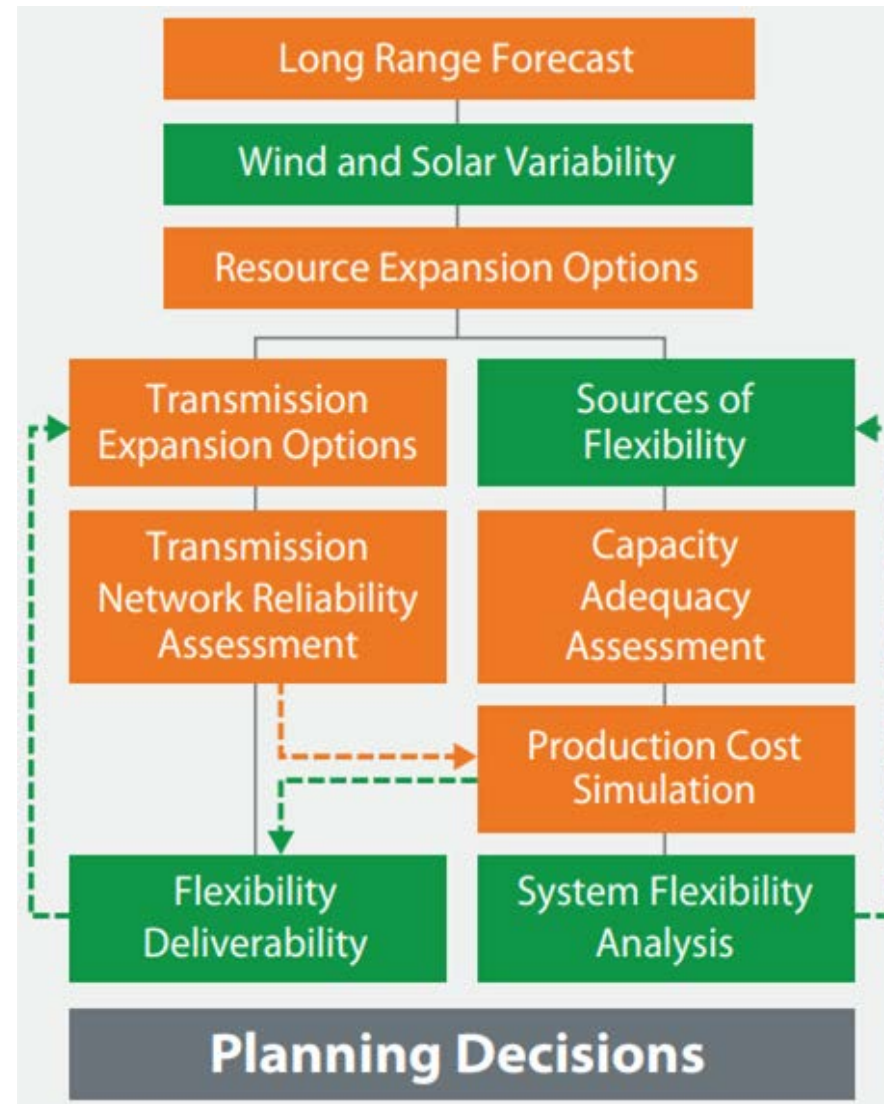 Long Range Forecast
Wind and Solar Variability
Resource Expansion Options
Transmission
Expansion Options
Sources of
Flexibility
Transmission
Network Reliability
Assessment
Capacity
Adequacy
Assessment
Production Cost
Simulation
Flexibility
Deliverability
System Flexibility
Analysis
Planning Decisions